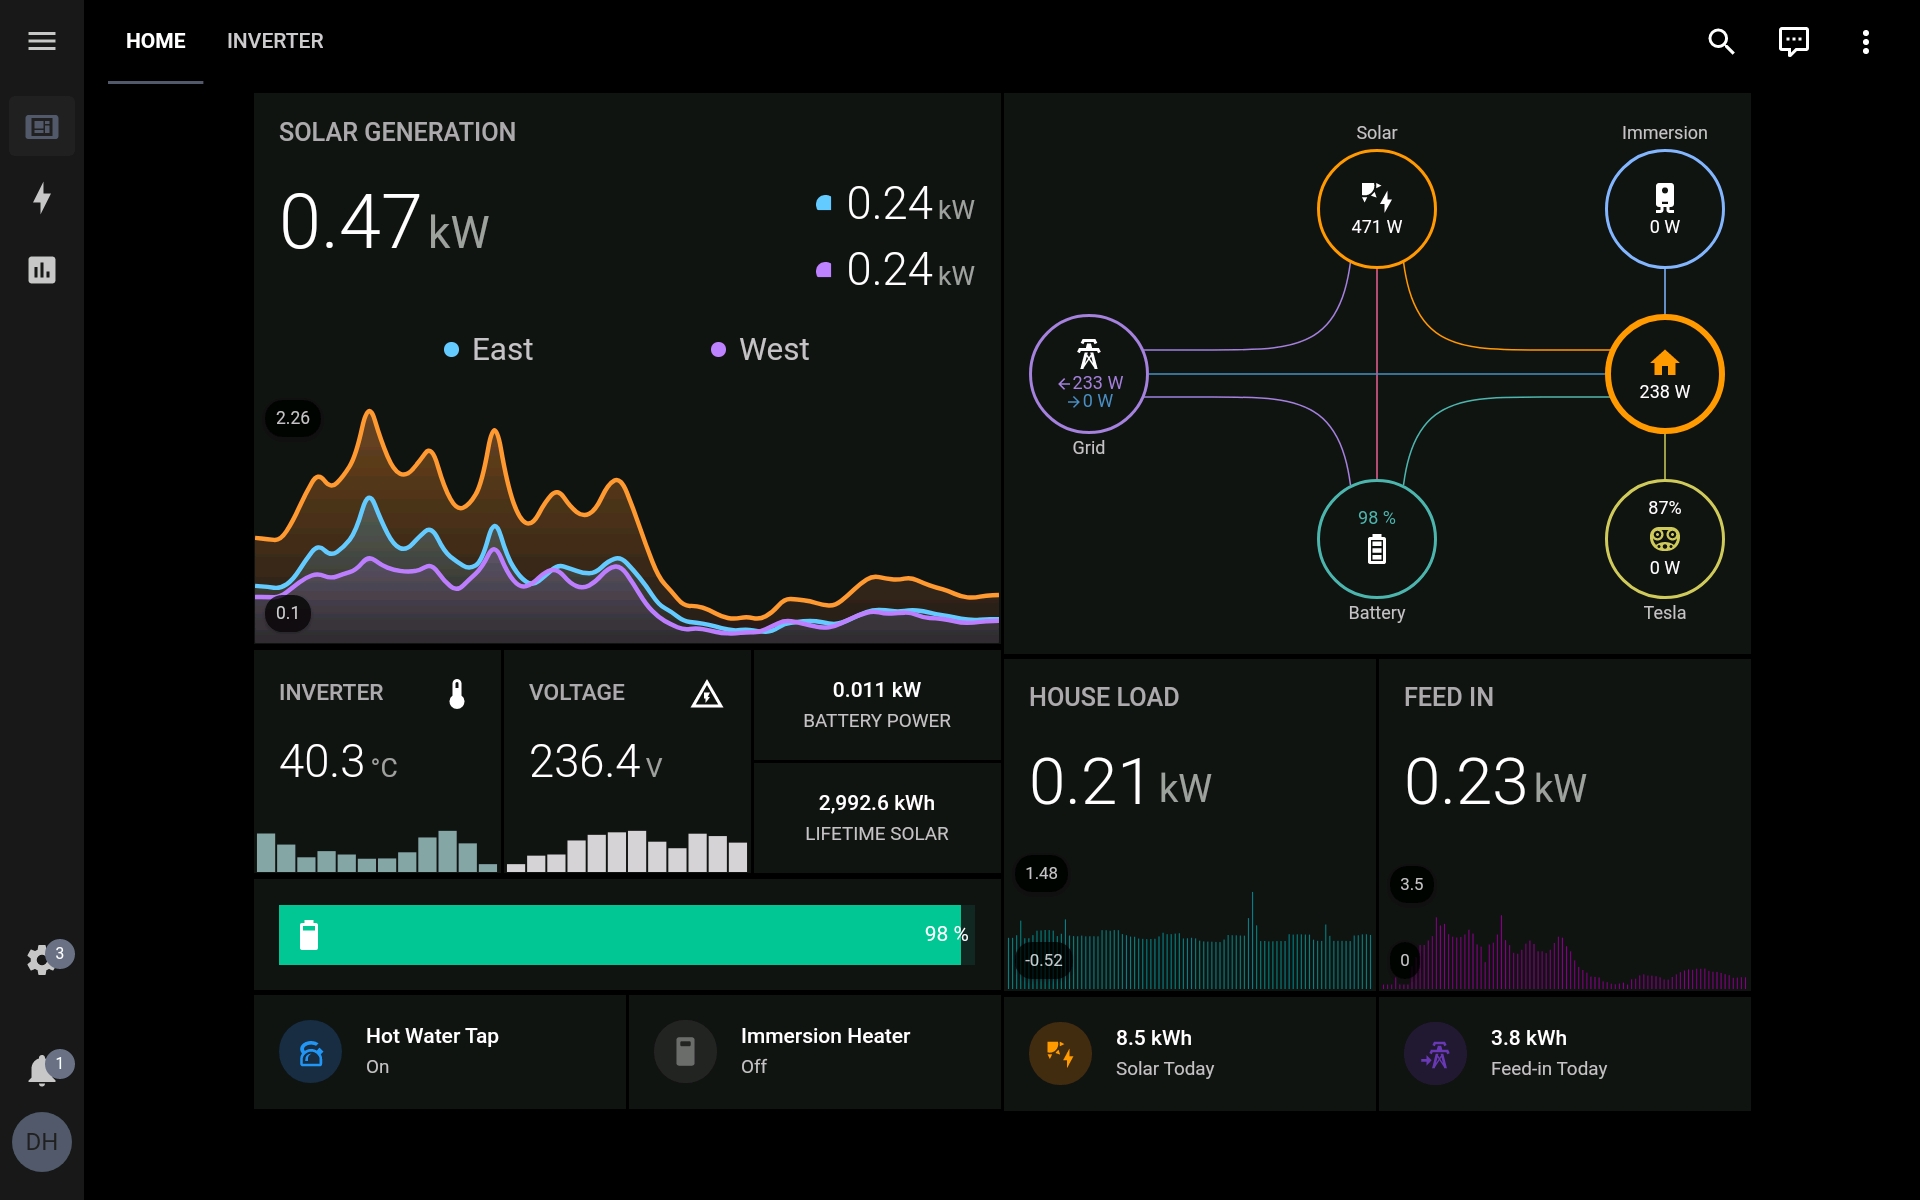 HOME
INVERTER
SOLAR GENERATION
0.47 kW
0.24 kW
0.24 kW
East
West
2.26
0.1
Solar
471 W
Immersion
0 W
←233 W
→0 W
Grid
238 W
98 %
Battery
87%
0 W
Tesla
INVERTER
40.3 °C
VOLTAGE
236.4 V
0.011 kW
BATTERY POWER
2,992.6 kWh
LIFETIME SOLAR
HOUSE LOAD
0.21 kW
1.48
-0.52
FEED IN
0.23 kW
3.5
0
98 %
Hot Water Tap
On
Immersion Heater
Off
8.5 kWh
Solar Today
3.8 kWh
Feed-in Today
3
1
DH